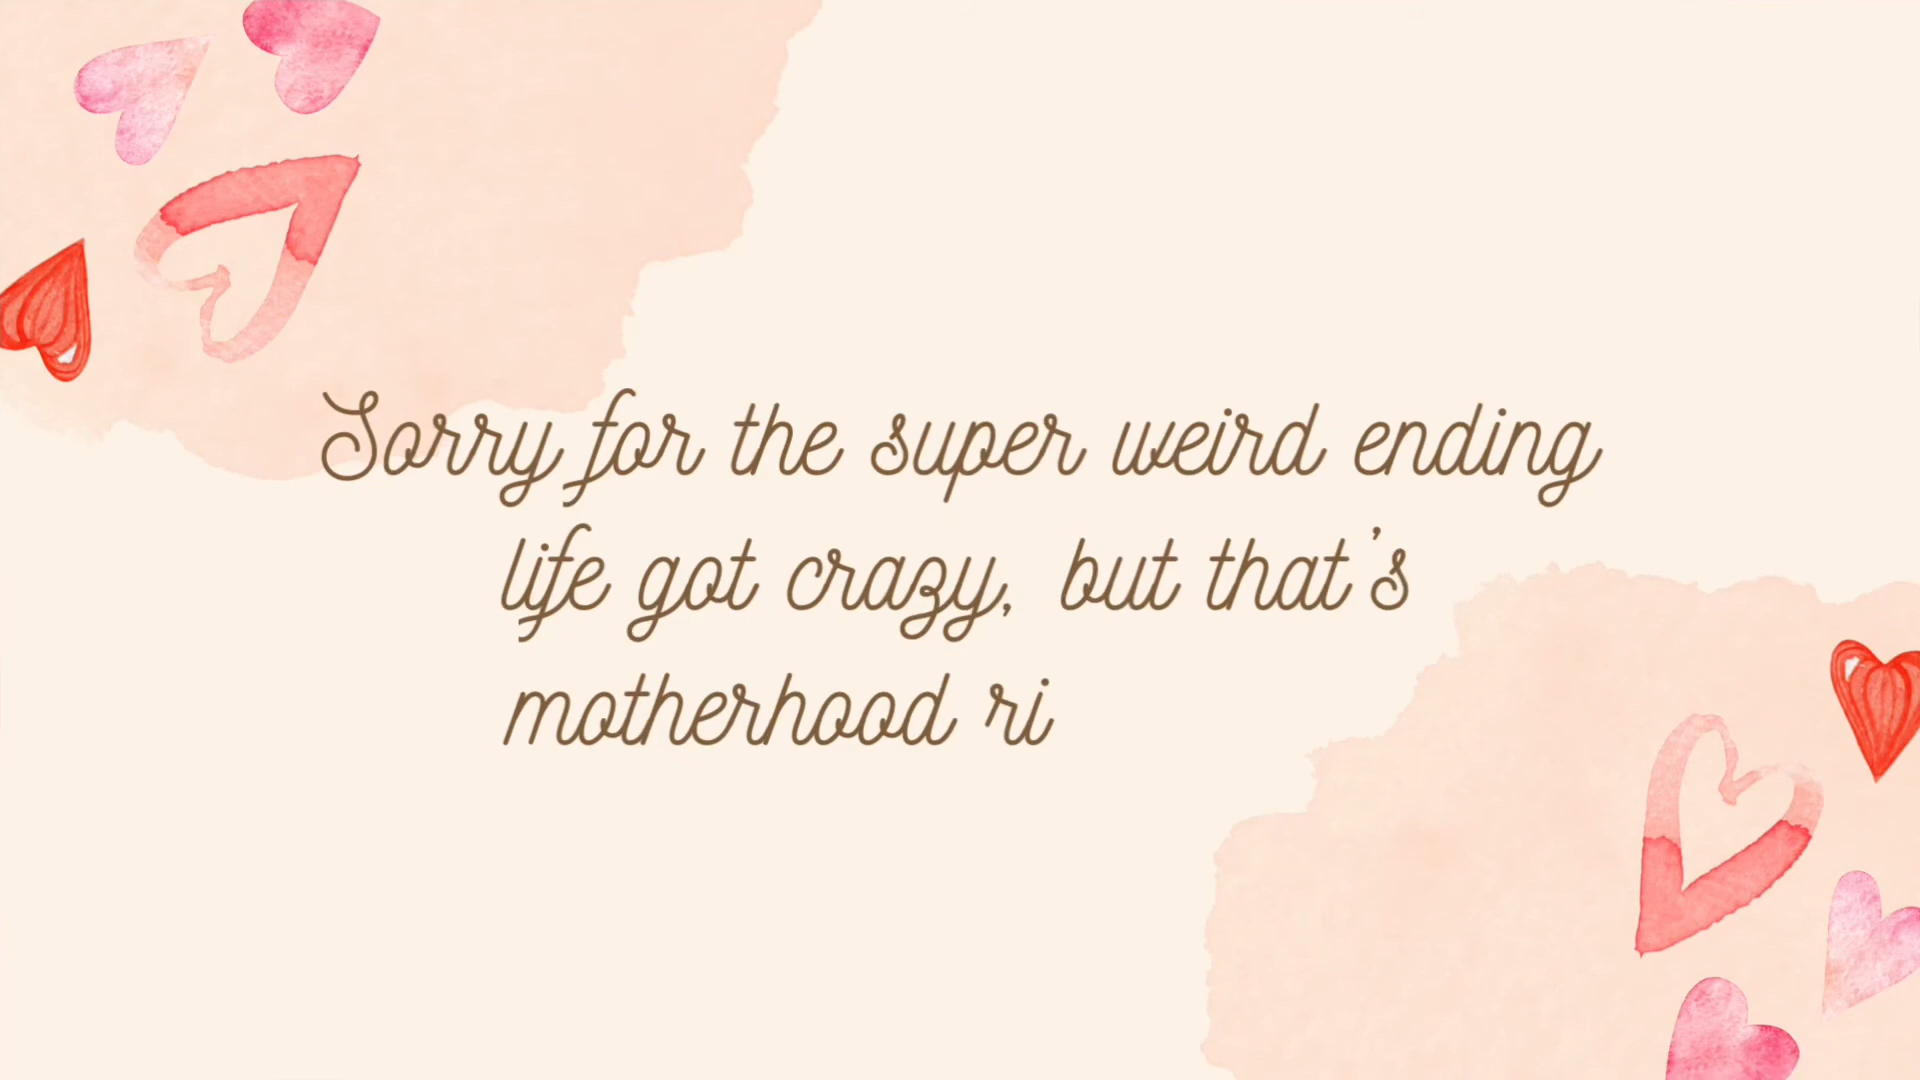 Sorry for the super weird ending
life got crazy, but that's
motherhood ri